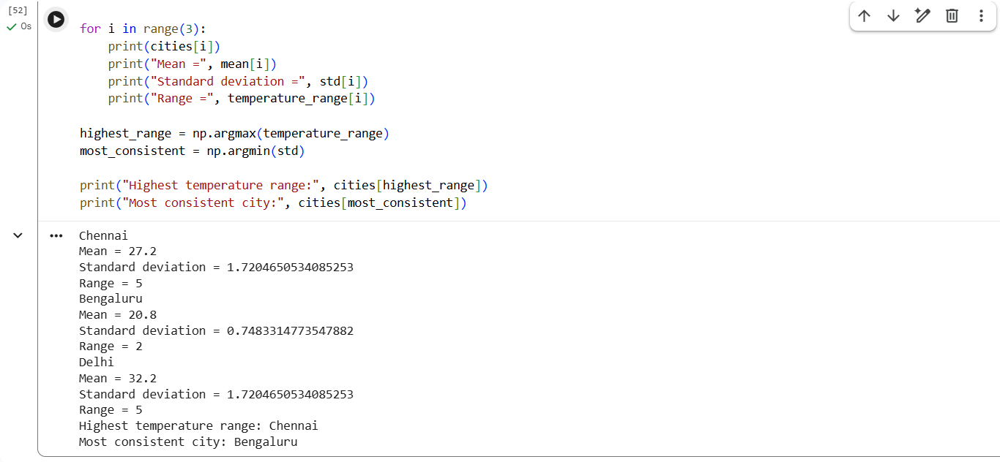 [52]
0s
for i in range(3):
    print(cities[i])
    print("Mean =", mean[i])
    print("Standard deviation =", std[i])
    print("Range =", temperature_range[i])

highest_range = np.argmax(temperature_range)
most_consistent = np.argmin(std)

print("Highest temperature range:", cities[highest_range])
print("Most consistent city:", cities[most_consistent])
Chennai
Mean = 27.2
Standard deviation = 1.7204650534085253
Range = 5
Bengaluru
Mean = 20.8
Standard deviation = 0.7483314773547882
Range = 2
Delhi
Mean = 32.2
Standard deviation = 1.7204650534085253
Range = 5
Highest temperature range: Chennai
Most consistent city: Bengaluru